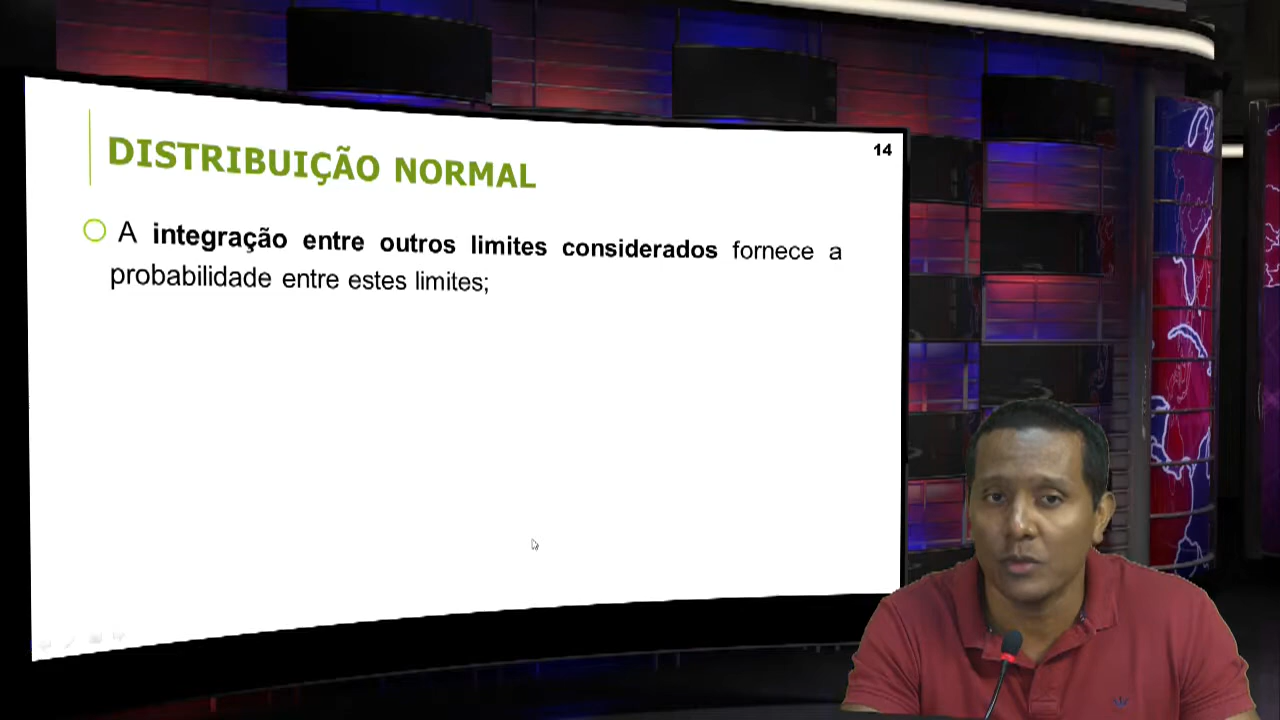 14
DISTRIBUIÇÃO NORMAL
A integração entre outros limites considerados fornece a
probabilidade entre estes limites;